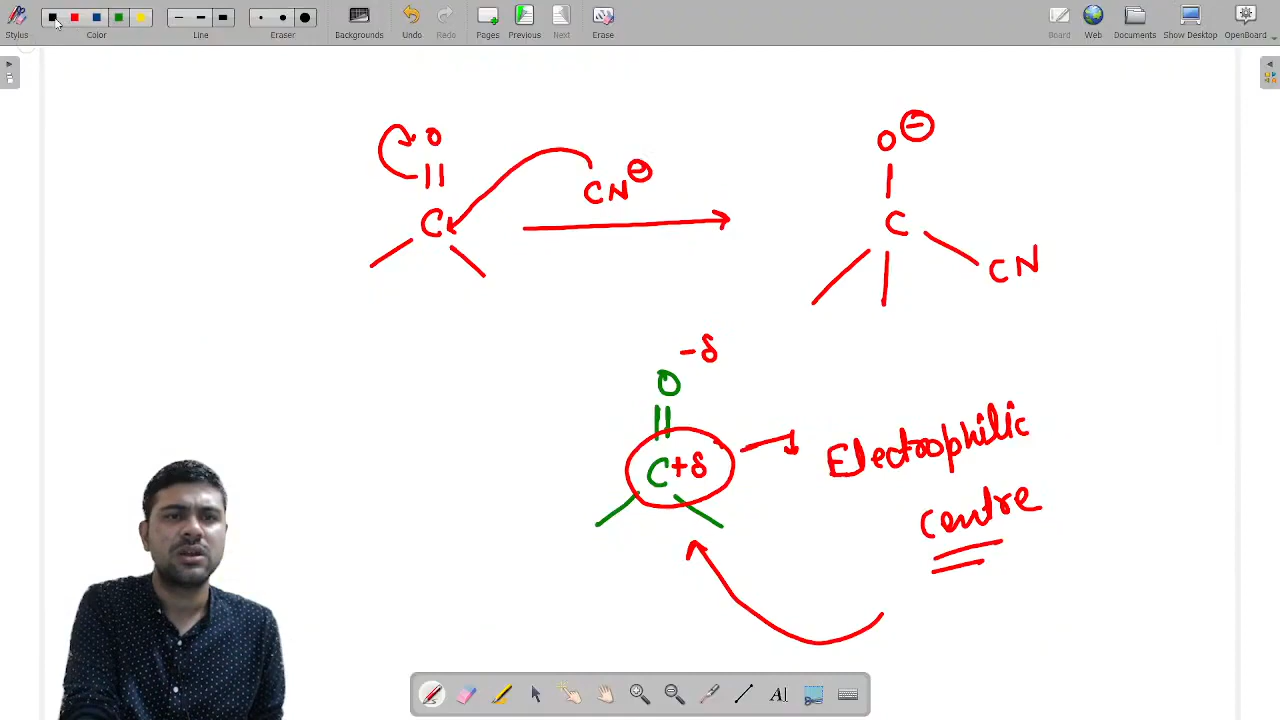 Stylus Color Line Eraser Backgrounds Undo Redo Pages Previous Next Erase Board Web Documents Show Desktop OpenBoard
O O ⊖
CN ⊖
C C
CN
-δ
O
C +δ Electrophilic
centre
AI